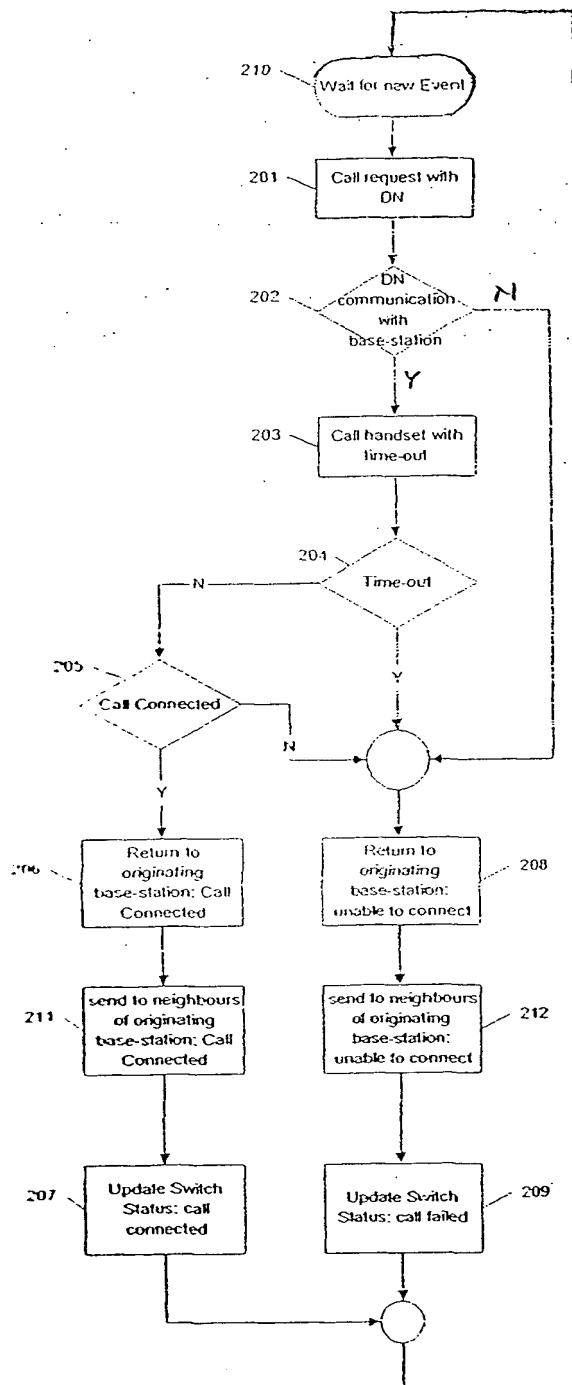 210
Wait for new Event
201
Call request with
DN
202
DN
communication
with
base-station
N
Y
203
Call handset with
time-out
204
Time-out
N
Y
205
Call Connected
N
Y
206
Return to
originating
base-station: Call
Connected
Return to
originating
base-station:
unable to connect
208
211
send to neighbours
of originating
base-station: Call
Connected
send to neighbours
of originating
base-station:
unable to connect
212
207
Update Switch
Status: call
connected
Update Switch
Status: call failed
209